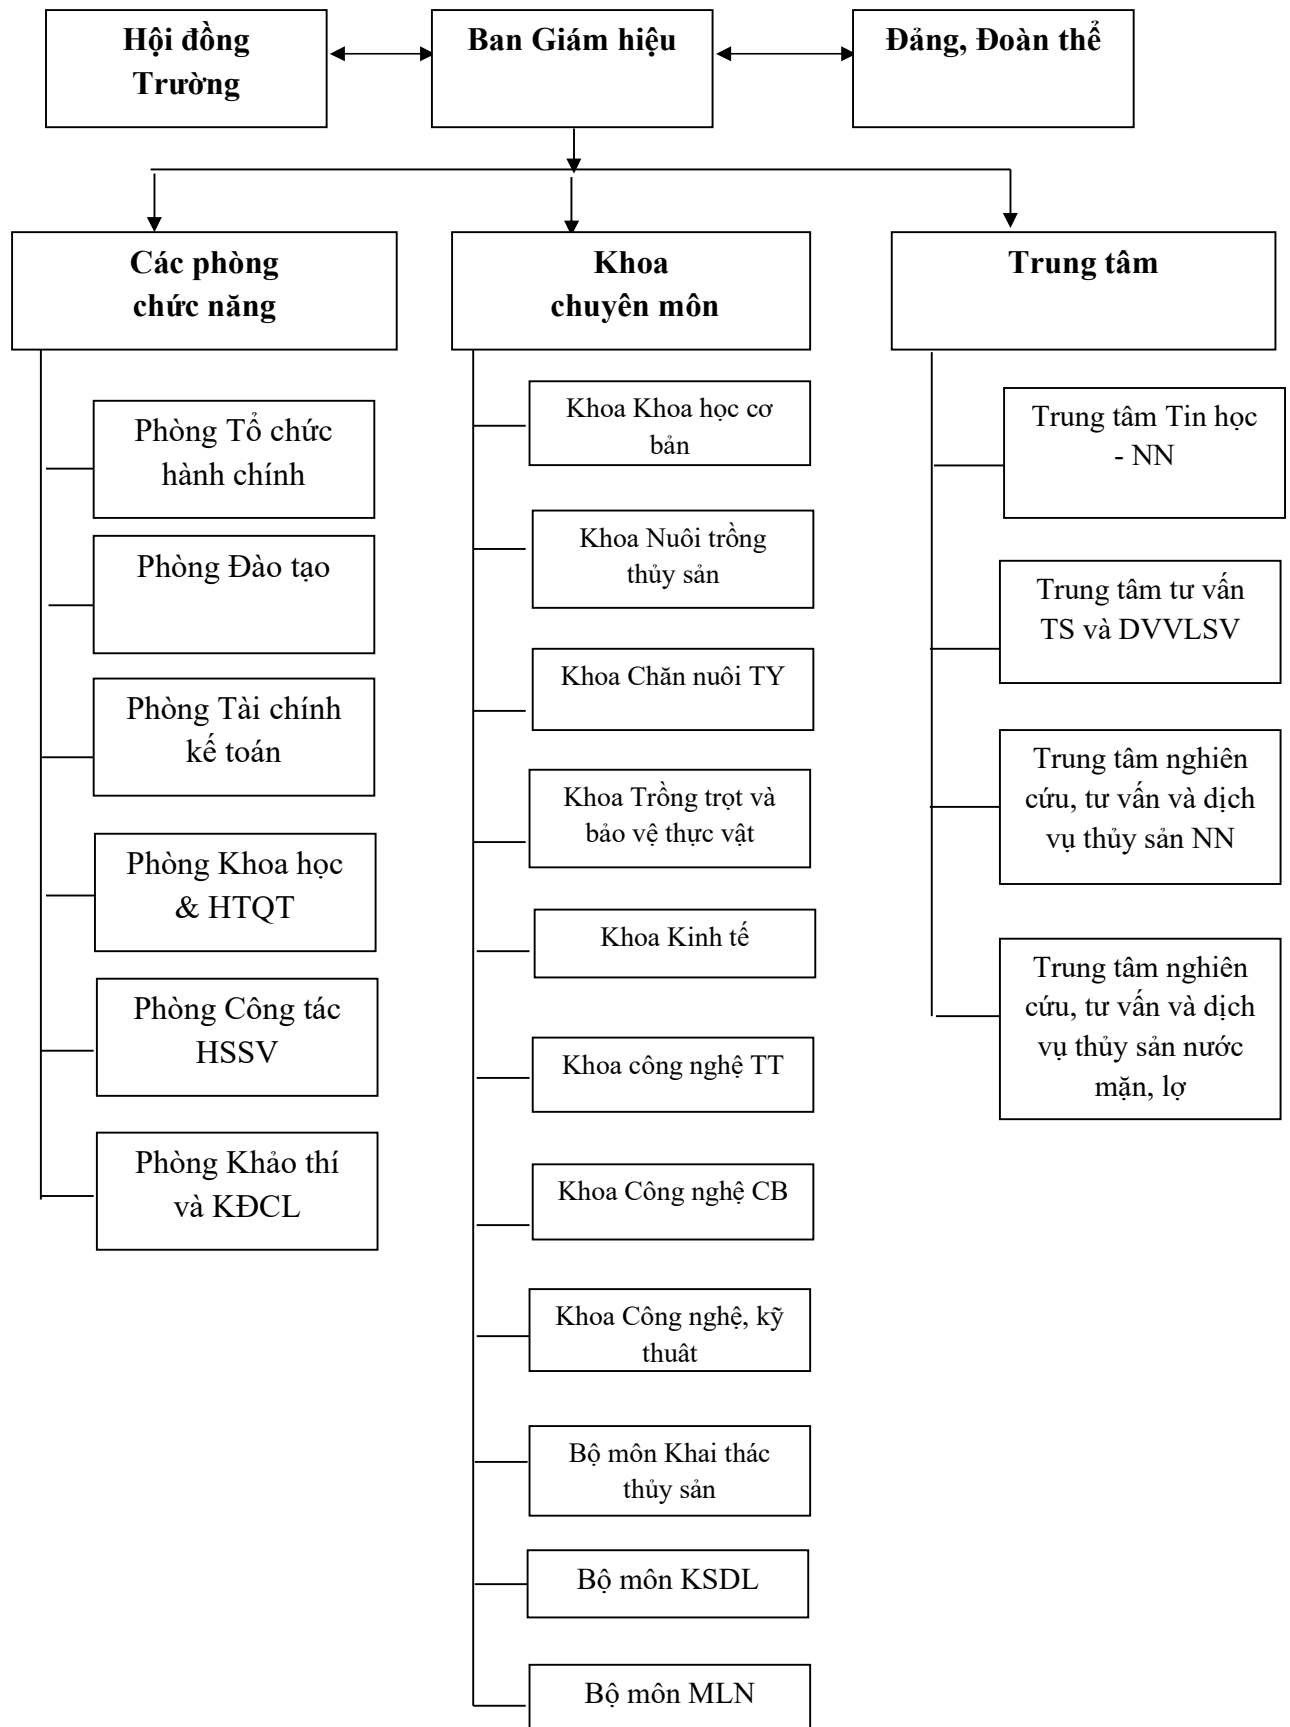 Hội đồng
Trường
Ban Giám hiệu
Đảng, Đoàn thể
Các phòng
chức năng
Khoa
chuyên môn
Trung tâm
Phòng Tổ chức
hành chính
Phòng Đào tạo
Phòng Tài chính
kế toán
Phòng Khoa học
& HTQT
Phòng Công tác
HSSV
Phòng Khảo thí
và KĐCL
Khoa Khoa học cơ
bản
Khoa Nuôi trồng
thủy sản
Khoa Chăn nuôi TY
Khoa Trồng trọt và
bảo vệ thực vật
Khoa Kinh tế
Khoa công nghệ TT
Khoa Công nghệ CB
Khoa Công nghệ, kỹ
thuât
Bộ môn Khai thác
thủy sản
Bộ môn KSDL
Bộ môn MLN
Trung tâm Tin học
- NN
Trung tâm tư vấn
TS và DVVLSV
Trung tâm nghiên
cứu, tư vấn và dịch
vụ thủy sản NN
Trung tâm nghiên
cứu, tư vấn và dịch
vụ thủy sản nước
mặn, lợ